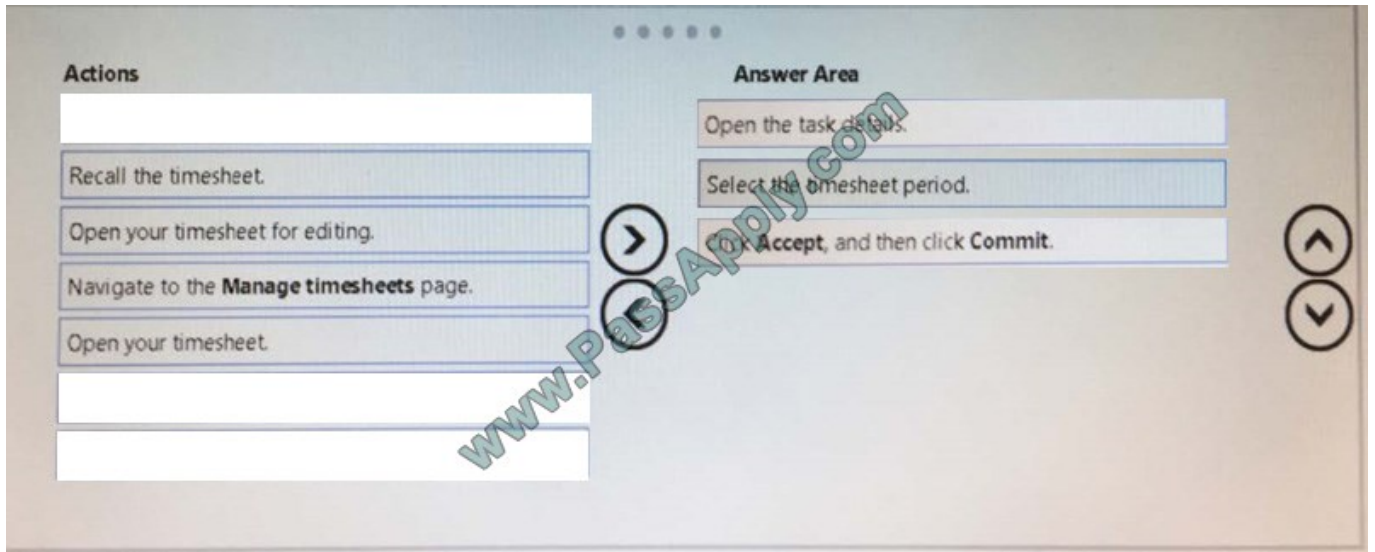 Actions
Recall the timesheet.
Open your timesheet for editing.
Navigate to the Manage timesheets page.
Open your timesheet.
Answer Area
Open the task details.
Select the timesheet period.
Click Accept, and then click Commit.
www.PassApply.com